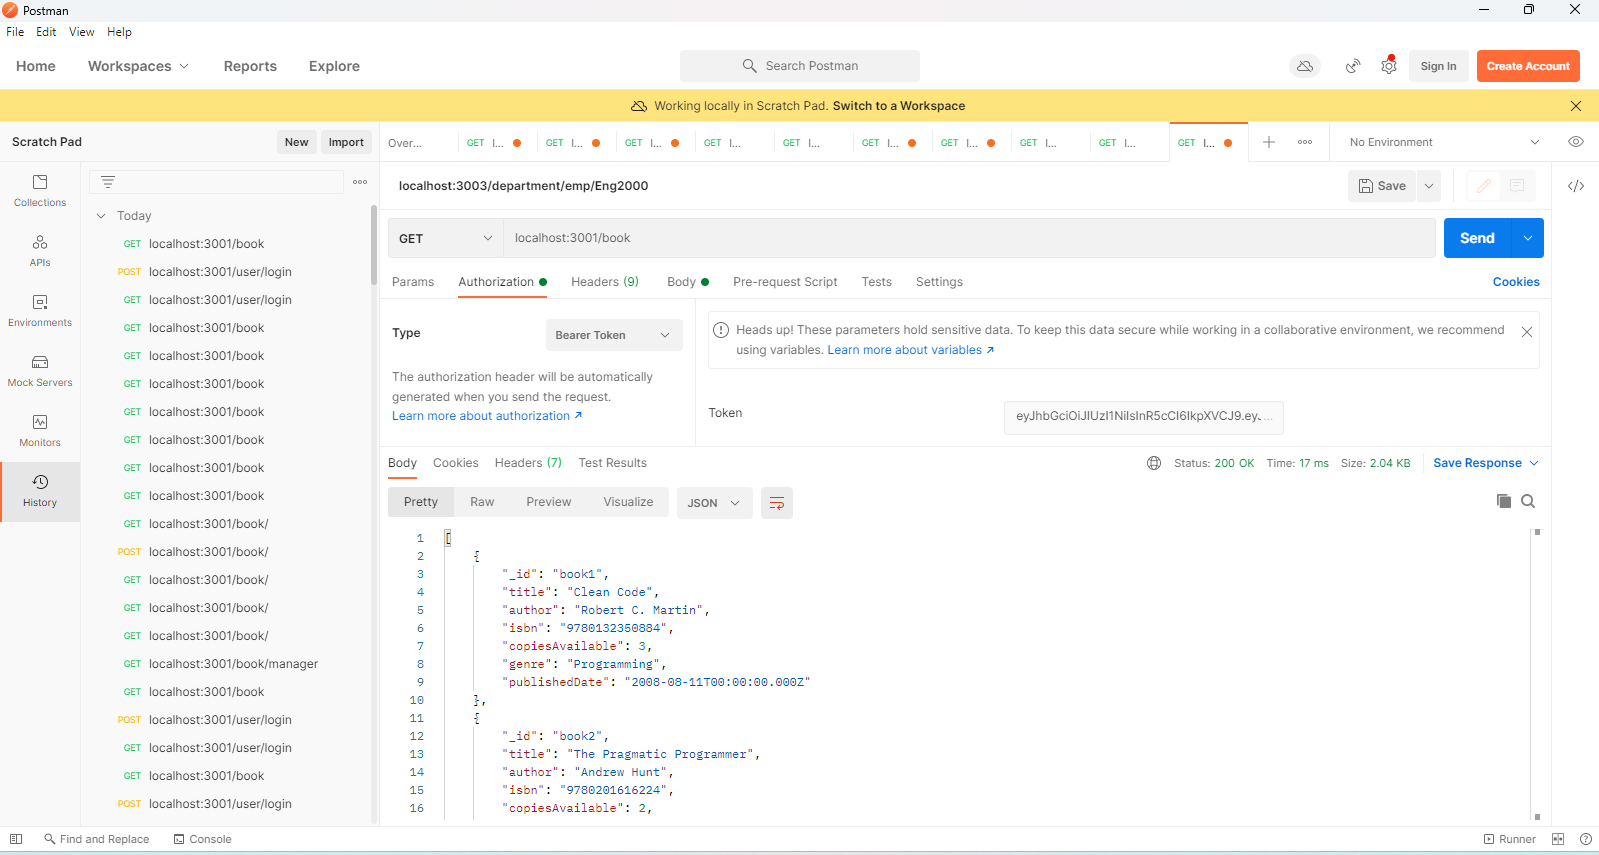 Postman
File Edit View Help
Home Workspaces Reports Explore Search Postman Sign In Create Account
Working locally in Scratch Pad. Switch to a Workspace
Scratch Pad New Import Over... GET l... GET l... GET l... GET l... GET l... GET l... GET l... GET l... GET l... GET l... No Environment
localhost:3003/department/emp/Eng2000 Save
Collections
APIs
Environments
Mock Servers
Monitors
History
Today
GET localhost:3001/book
POST localhost:3001/user/login
GET localhost:3001/user/login
GET localhost:3001/book
GET localhost:3001/book
GET localhost:3001/book
GET localhost:3001/book
GET localhost:3001/book
GET localhost:3001/book
GET localhost:3001/book
GET localhost:3001/book/
POST localhost:3001/book/
GET localhost:3001/book/
GET localhost:3001/book/
GET localhost:3001/book/
GET localhost:3001/book/manager
GET localhost:3001/book
POST localhost:3001/user/login
GET localhost:3001/user/login
GET localhost:3001/book
POST localhost:3001/user/login
GET localhost:3001/book Send
Params Authorization Headers (9) Body Pre-request Script Tests Settings Cookies
Type Bearer Token
The authorization header will be automatically
generated when you send the request.
Learn more about authorization ↗
Heads up! These parameters hold sensitive data. To keep this data secure while working in a collaborative environment, we recommend
using variables. Learn more about variables ↗
Token eyJhbGciOiJIUzI1NiIsInR5cCI6IkpXVCJ9.ey...
Body Cookies Headers (7) Test Results Status: 200 OK Time: 17 ms Size: 2.04 KB Save Response
Pretty Raw Preview Visualize JSON
1 [
2 {
3 "_id": "book1",
4 "title": "Clean Code",
5 "author": "Robert C. Martin",
6 "isbn": "9780132350884",
7 "copiesAvailable": 3,
8 "genre": "Programming",
9 "publishedDate": "2008-08-11T00:00:00.000Z"
10 },
11 {
12 "_id": "book2",
13 "title": "The Pragmatic Programmer",
14 "author": "Andrew Hunt",
15 "isbn": "9780201616224",
16 "copiesAvailable": 2,
Find and Replace Console Runner